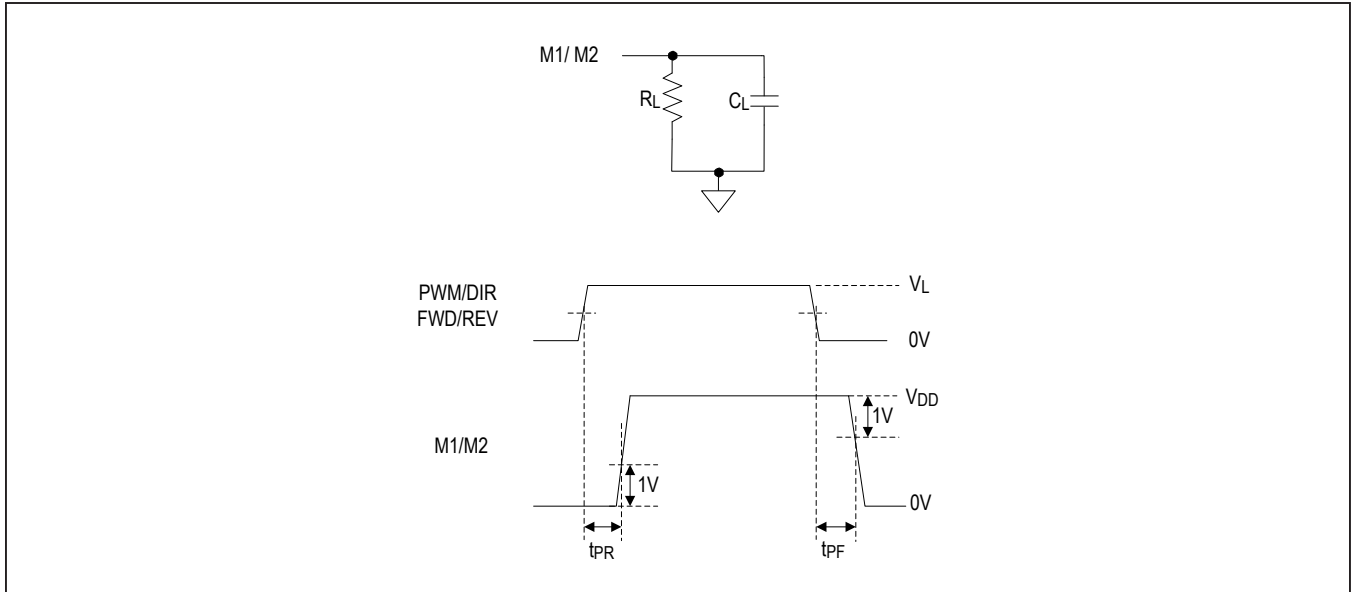 M1/ M2
RL
CL
PWM/DIR
FWD/REV
VL
0V
VDD
1V
M1/M2
1V
0V
tPR
tPF